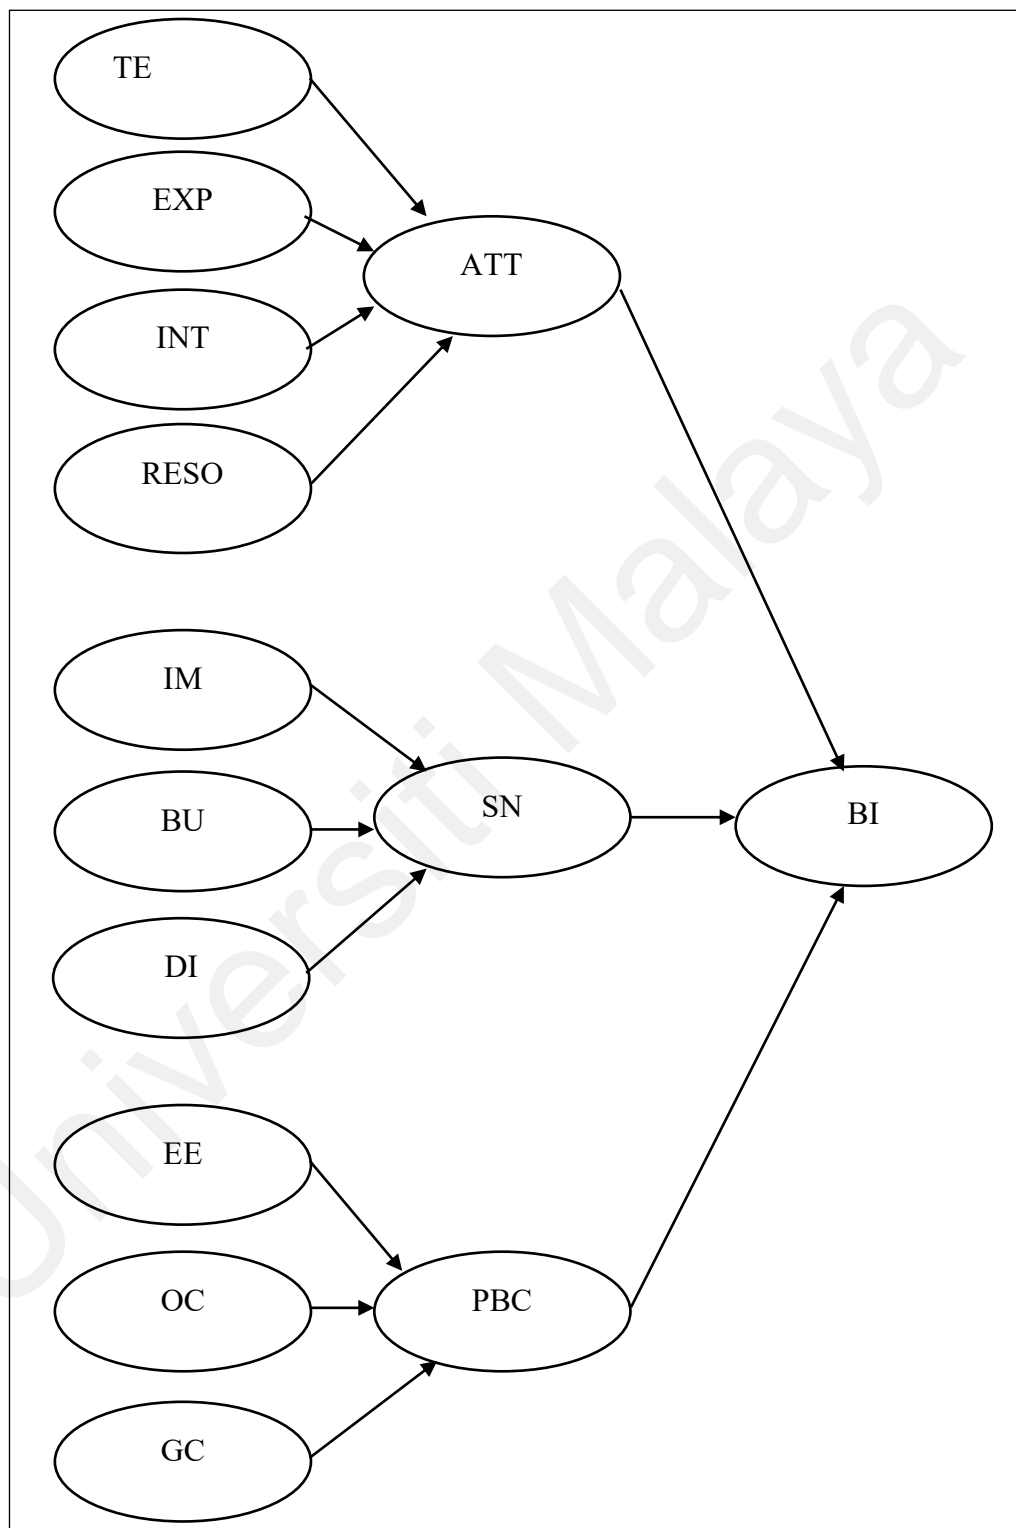 TE
EXP
ATT
INT
RESO
IM
SN
BI
BU
DI
EE
OC
PBC
GC
Universiti Malaya